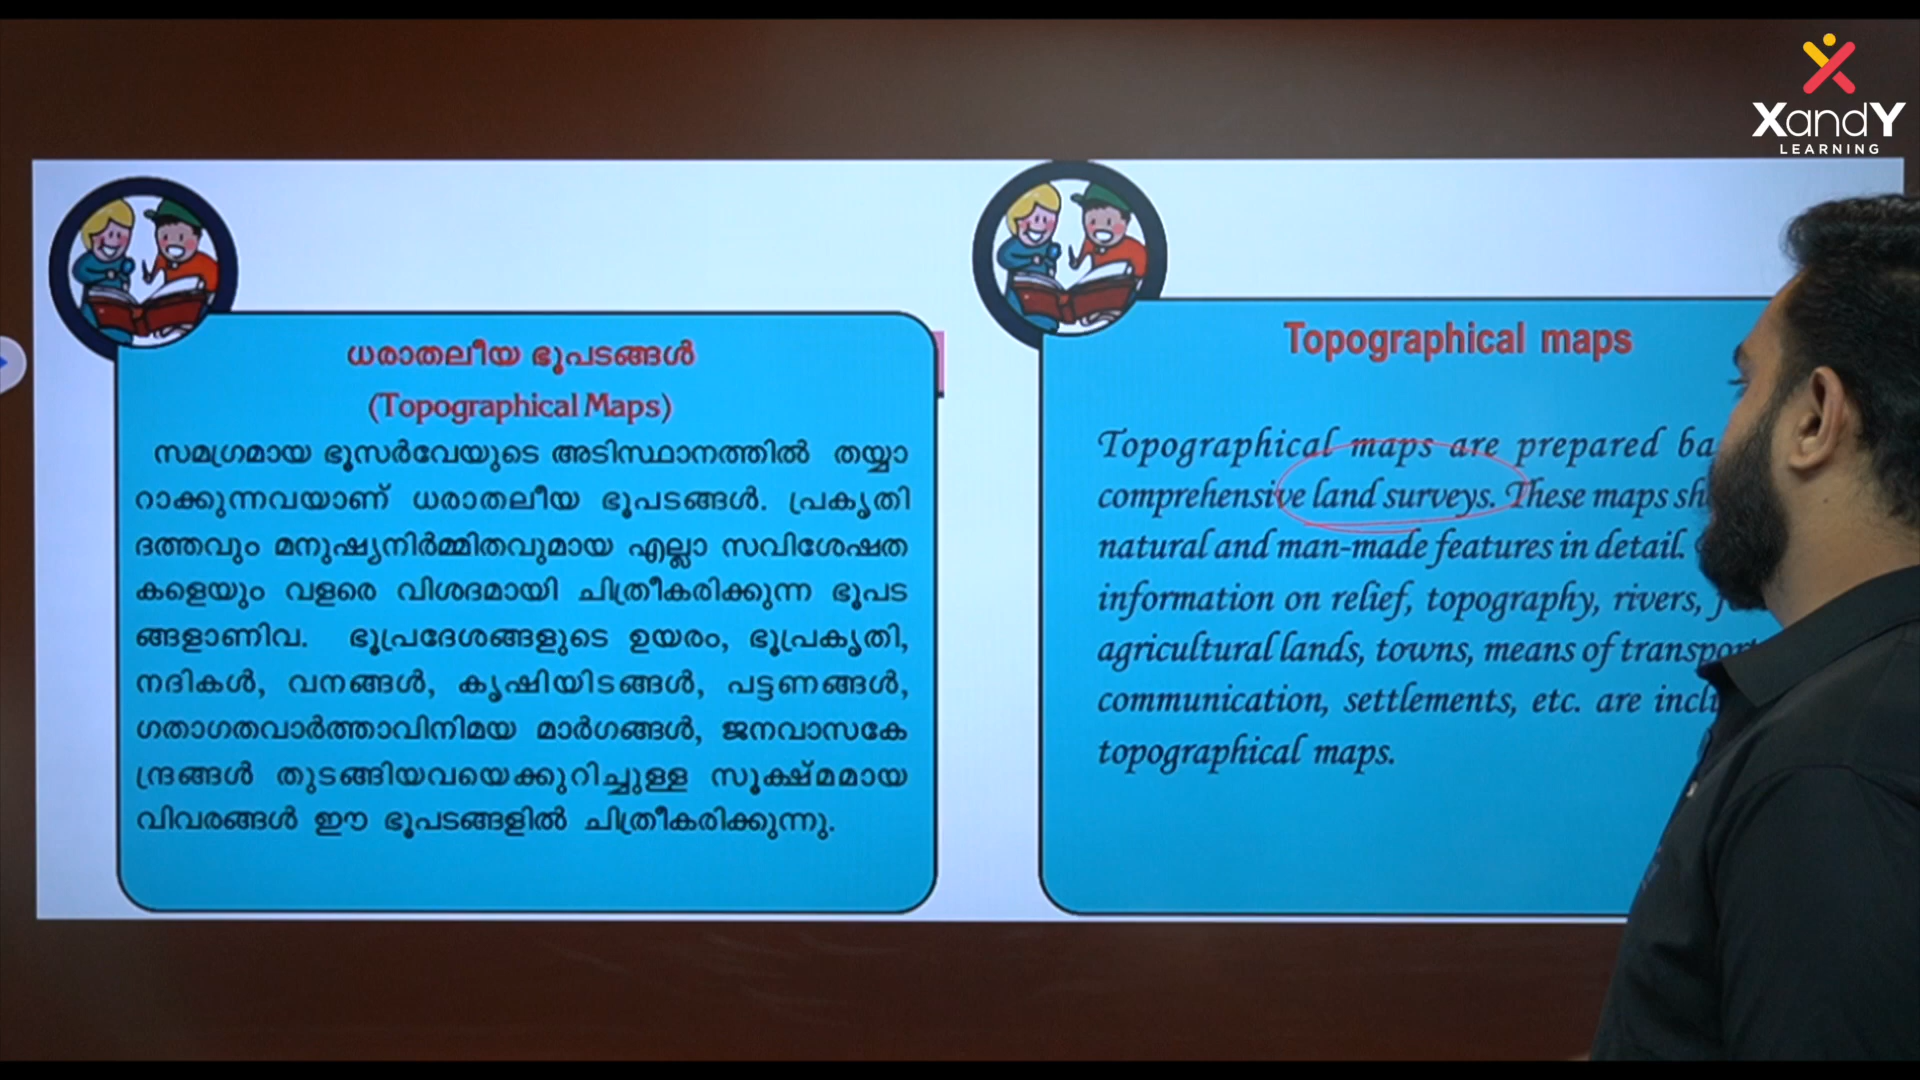 XandY
LEARNING
ധരാതലീയ ഭൂപടങ്ങൾ
(Topographical Maps)
സമഗ്രമായ ഭൂസർവേയുടെ അടിസ്ഥാനത്തിൽ തയ്യാ
റാക്കുന്നവയാണ് ധരാതലീയ ഭൂപടങ്ങൾ. പ്രകൃതി
ദത്തവും മനുഷ്യനിർമ്മിതവുമായ എല്ലാ സവിശേഷത
കളെയും വളരെ വിശദമായി ചിത്രീകരിക്കുന്ന ഭൂപട
ങ്ങളാണിവ. ഭൂപ്രദേശങ്ങളുടെ ഉയരം, ഭൂപ്രകൃതി,
നദികൾ, വനങ്ങൾ, കൃഷിയിടങ്ങൾ, പട്ടണങ്ങൾ,
ഗതാഗതവാർത്താവിനിമയ മാർഗങ്ങൾ, ജനവാസകേ
ന്ദ്രങ്ങൾ തുടങ്ങിയവയെക്കുറിച്ചുള്ള സൂക്ഷ്മമായ
വിവരങ്ങൾ ഈ ഭൂപടങ്ങളിൽ ചിത്രീകരിക്കുന്നു.
Topographical maps
Topographical maps are prepared
comprehensive land surveys. These maps
natural and man-made features in detail.
information on relief, topography, rivers,
agricultural lands, towns, means of transport
communication, settlements, etc. are
topographical maps.